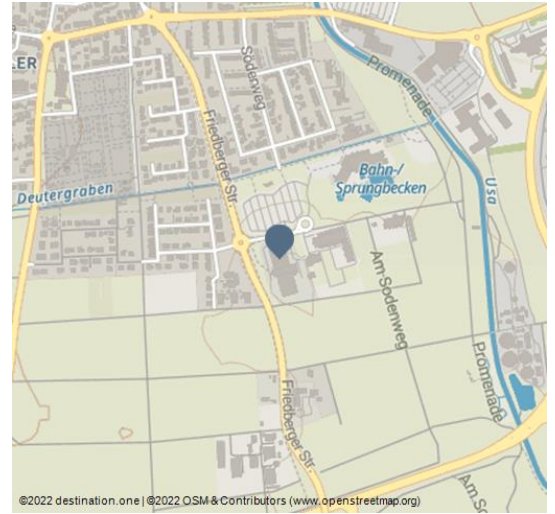 LER
Sodenweg
Promenade
Friedberger Str.
Deutergraben
Bahn-/
Sprungbecken
Usa
Am Sodenweg
Promenade
Friedberger Str.
Am So
©2022 destination.one | ©2022 OSM & Contributors (www.openstreetmap.org)